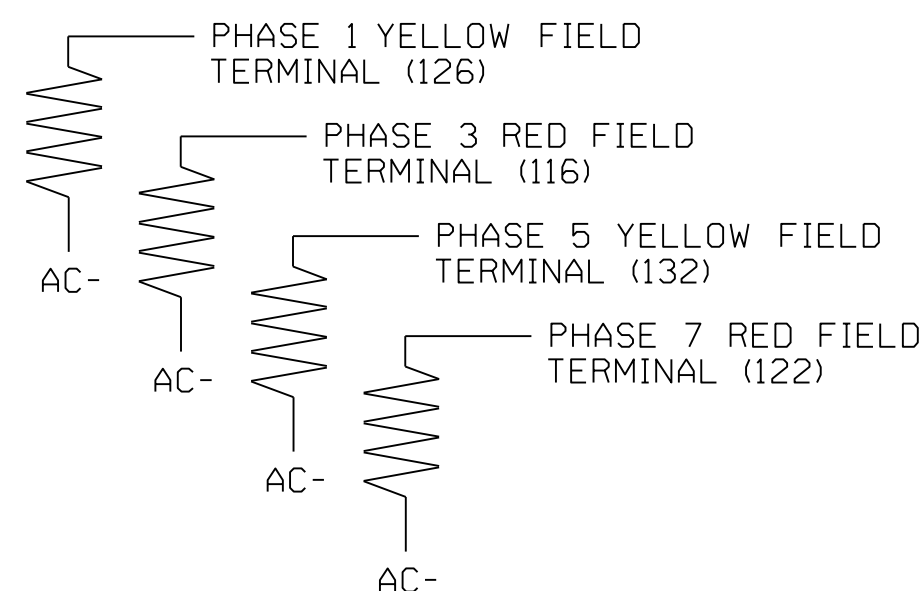 PHASE 1 YELLOW FIELD
TERMINAL (126)
PHASE 3 RED FIELD
TERMINAL (116)
AC-
PHASE 5 YELLOW FIELD
TERMINAL (132)
AC-
PHASE 7 RED FIELD
TERMINAL (122)
AC-
AC-